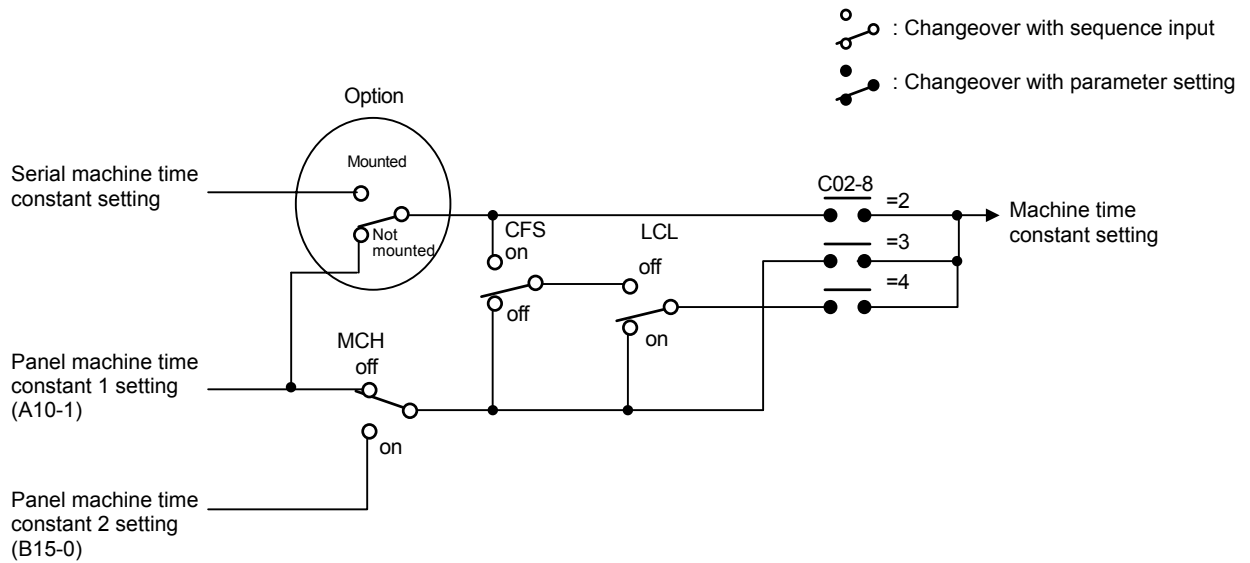 : Changeover with sequence input
: Changeover with parameter setting
Option
Mounted
Serial machine time
constant setting
Not
mounted
CFS
on
off
LCL
off
on
C02-8
=2
=3
=4
Machine time
constant setting
MCH
off
on
Panel machine time
constant 1 setting
(A10-1)
Panel machine time
constant 2 setting
(B15-0)